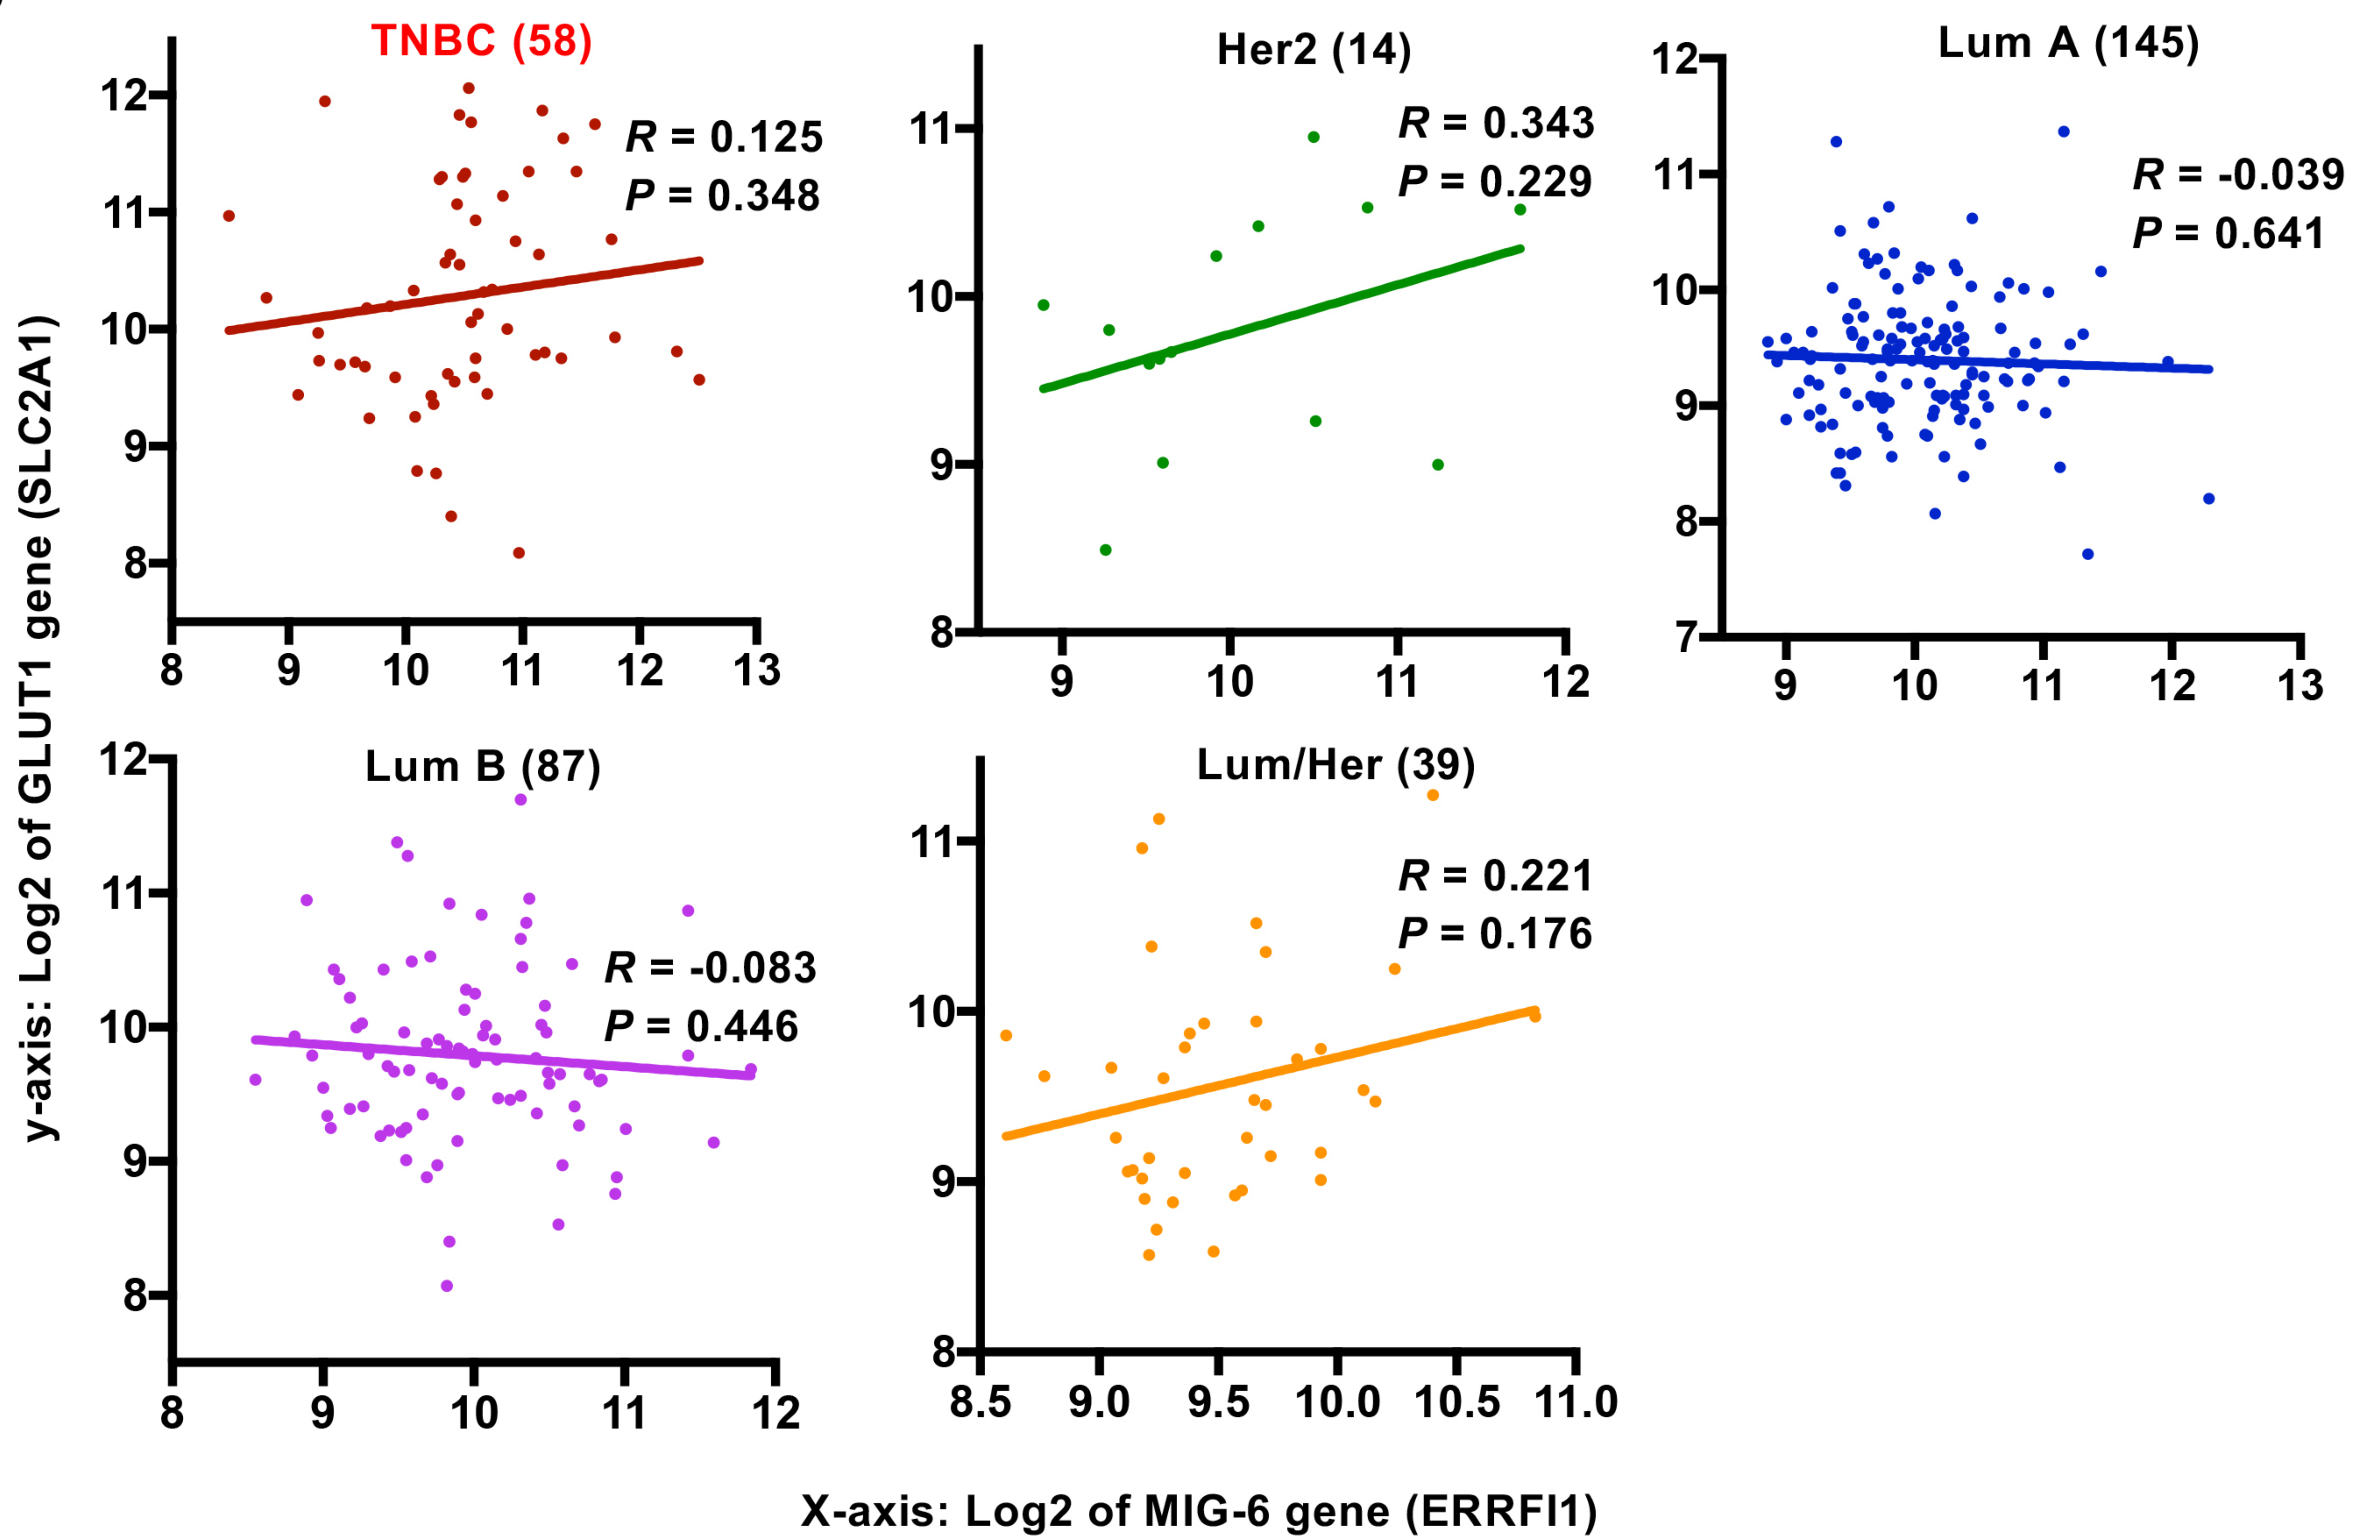 TNBC (58)
R = 0.125
P = 0.348
12
11
10
9
8
8 9 10 11 12 13
Her2 (14)
R = 0.343
P = 0.229
11
10
9
8
9 10 11 12
Lum A (145)
R = -0.039
P = 0.641
12
11
10
9
8
7
9 10 11 12 13
y-axis: Log2 of GLUT1 gene (SLC2A1)
Lum B (87)
R = -0.083
P = 0.446
12
11
10
9
8
8 9 10 11 12
Lum/Her (39)
R = 0.221
P = 0.176
11
10
9
8
8.5 9.0 9.5 10.0 10.5 11.0
X-axis: Log2 of MIG-6 gene (ERRFI1)